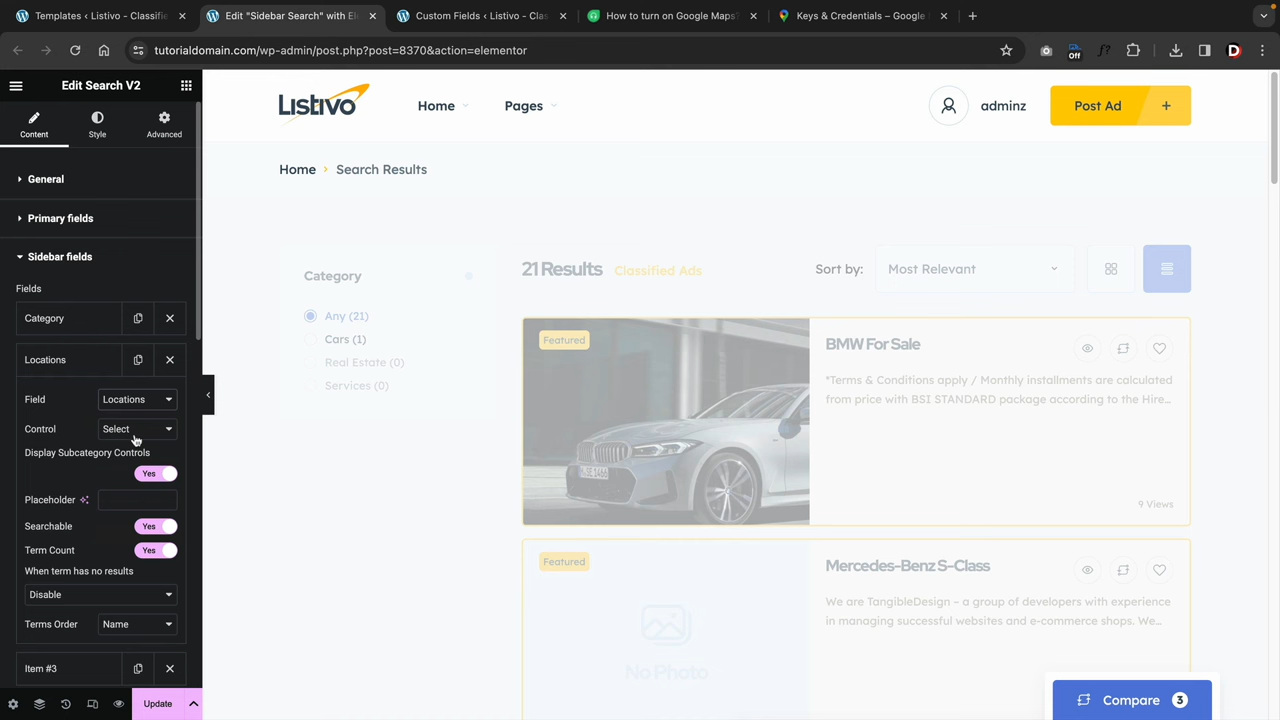 Templates ‹ Listivo - Classifie
Edit "Sidebar Search" with El
Custom Fields ‹ Listivo - Clas
How to turn on Google Maps?
Keys & Credentials – Google
tutorialdomain.com/wp-admin/post.php?post=8370&action=elementor
Off
Edit Search V2
Content
Style
Advanced
General
Primary fields
Sidebar fields
Fields
Category
Locations
Field
Locations
Control
Select
Display Subcategory Controls
Yes
Placeholder
Searchable
Yes
Term Count
Yes
When term has no results
Disable
Terms Order
Name
Item #3
Update
Listivo
Home
Pages
adminz
Post Ad
Home
Search Results
Category
Any (21)
Cars (1)
Real Estate (0)
Services (0)
21 Results
Classified Ads
Sort by:
Most Relevant
Featured
BMW For Sale
*Terms & Conditions apply / Monthly installments are calculated
from price with BSI STANDARD package according to the Hire...
9 Views
Featured
Mercedes-Benz S-Class
We are TangibleDesign – a group of developers with experience
in managing successful websites and e-commerce shops. We...
No Photo
Compare
3